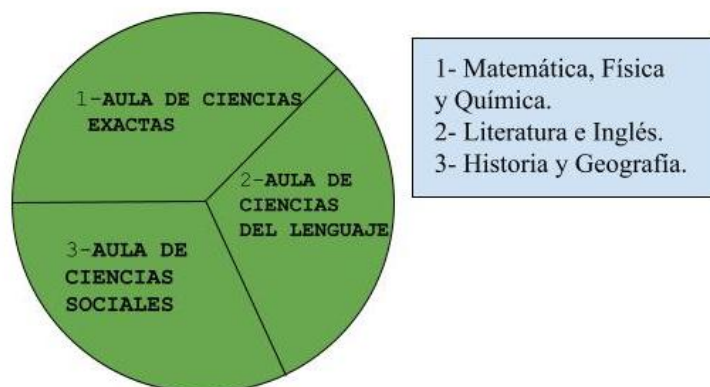 1-AULA DE CIENCIAS
EXACTAS
2-AULA DE
CIENCIAS
DEL LENGUAJE
3-AULA DE
CIENCIAS
SOCIALES
1- Matemática, Física
y Química.
2- Literatura e Inglés.
3- Historia y Geografía.